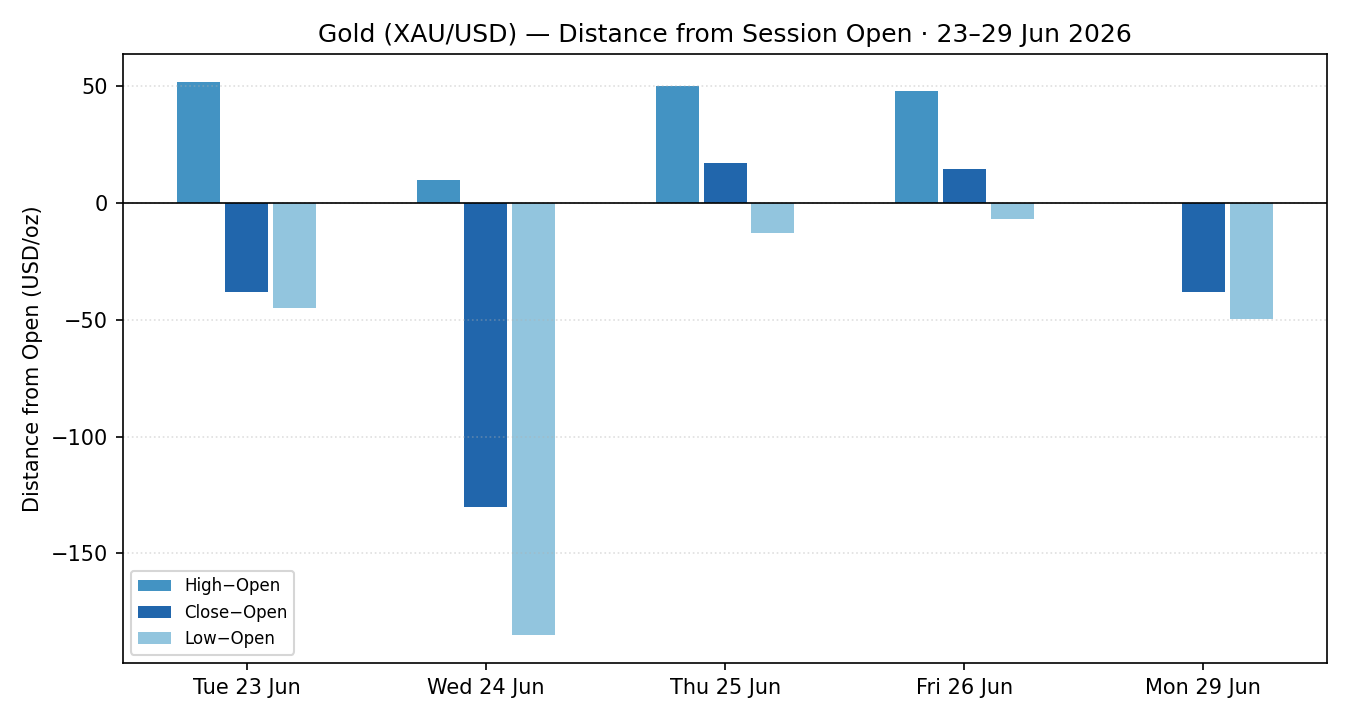 Gold (XAU/USD) — Distance from Session Open · 23–29 Jun 2026
Distance from Open (USD/oz)
50
0
−50
−100
−150
High−Open
Close−Open
Low−Open
Tue 23 Jun
Wed 24 Jun
Thu 25 Jun
Fri 26 Jun
Mon 29 Jun